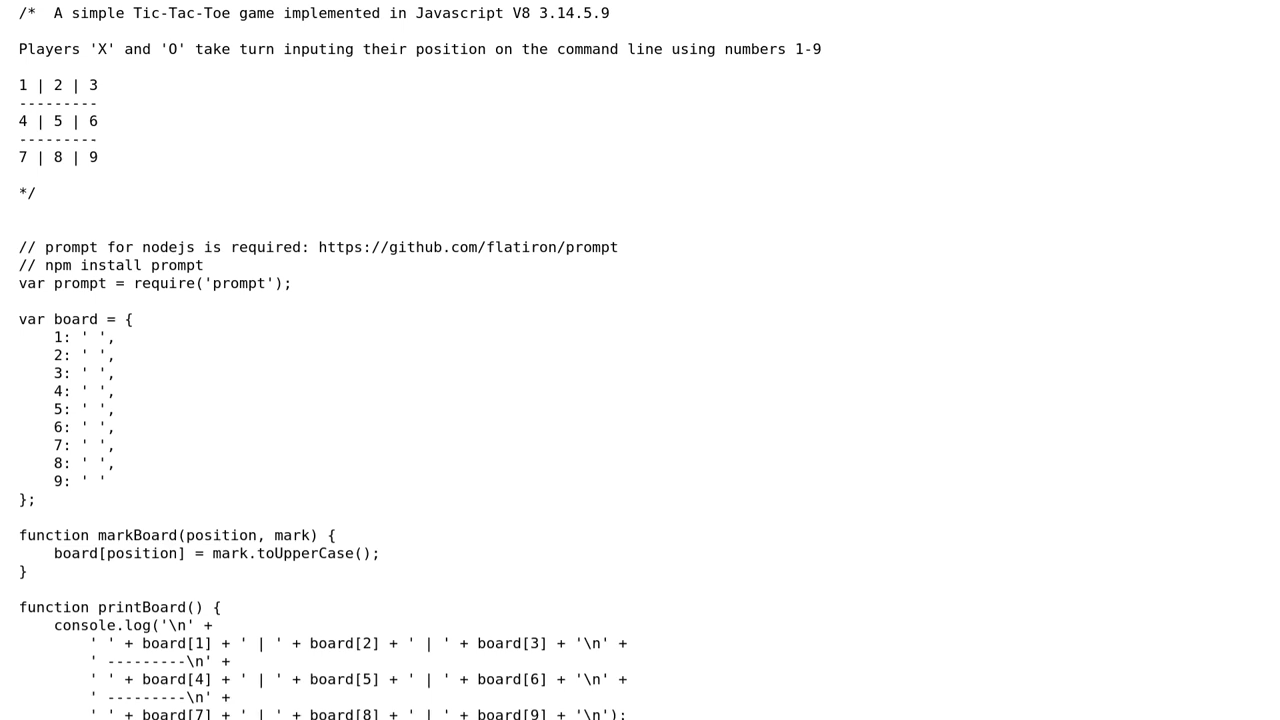 /*  A simple Tic-Tac-Toe game implemented in Javascript V8 3.14.5.9

Players 'X' and 'O' take turn inputing their position on the command line using numbers 1-9

1 | 2 | 3
---------
4 | 5 | 6
---------
7 | 8 | 9

*/


// prompt for nodejs is required: https://github.com/flatiron/prompt
// npm install prompt
var prompt = require('prompt');

var board = {
    1: ' ',
    2: ' ',
    3: ' ',
    4: ' ',
    5: ' ',
    6: ' ',
    7: ' ',
    8: ' ',
    9: ' '
};

function markBoard(position, mark) {
    board[position] = mark.toUpperCase();
}

function printBoard() {
    console.log('\n' +
        ' ' + board[1] + ' | ' + board[2] + ' | ' + board[3] + '\n' +
        ' ---------\n' +
        ' ' + board[4] + ' | ' + board[5] + ' | ' + board[6] + '\n' +
        ' ---------\n' +
        ' ' + board[7] + ' | ' + board[8] + ' | ' + board[9] + '\n');